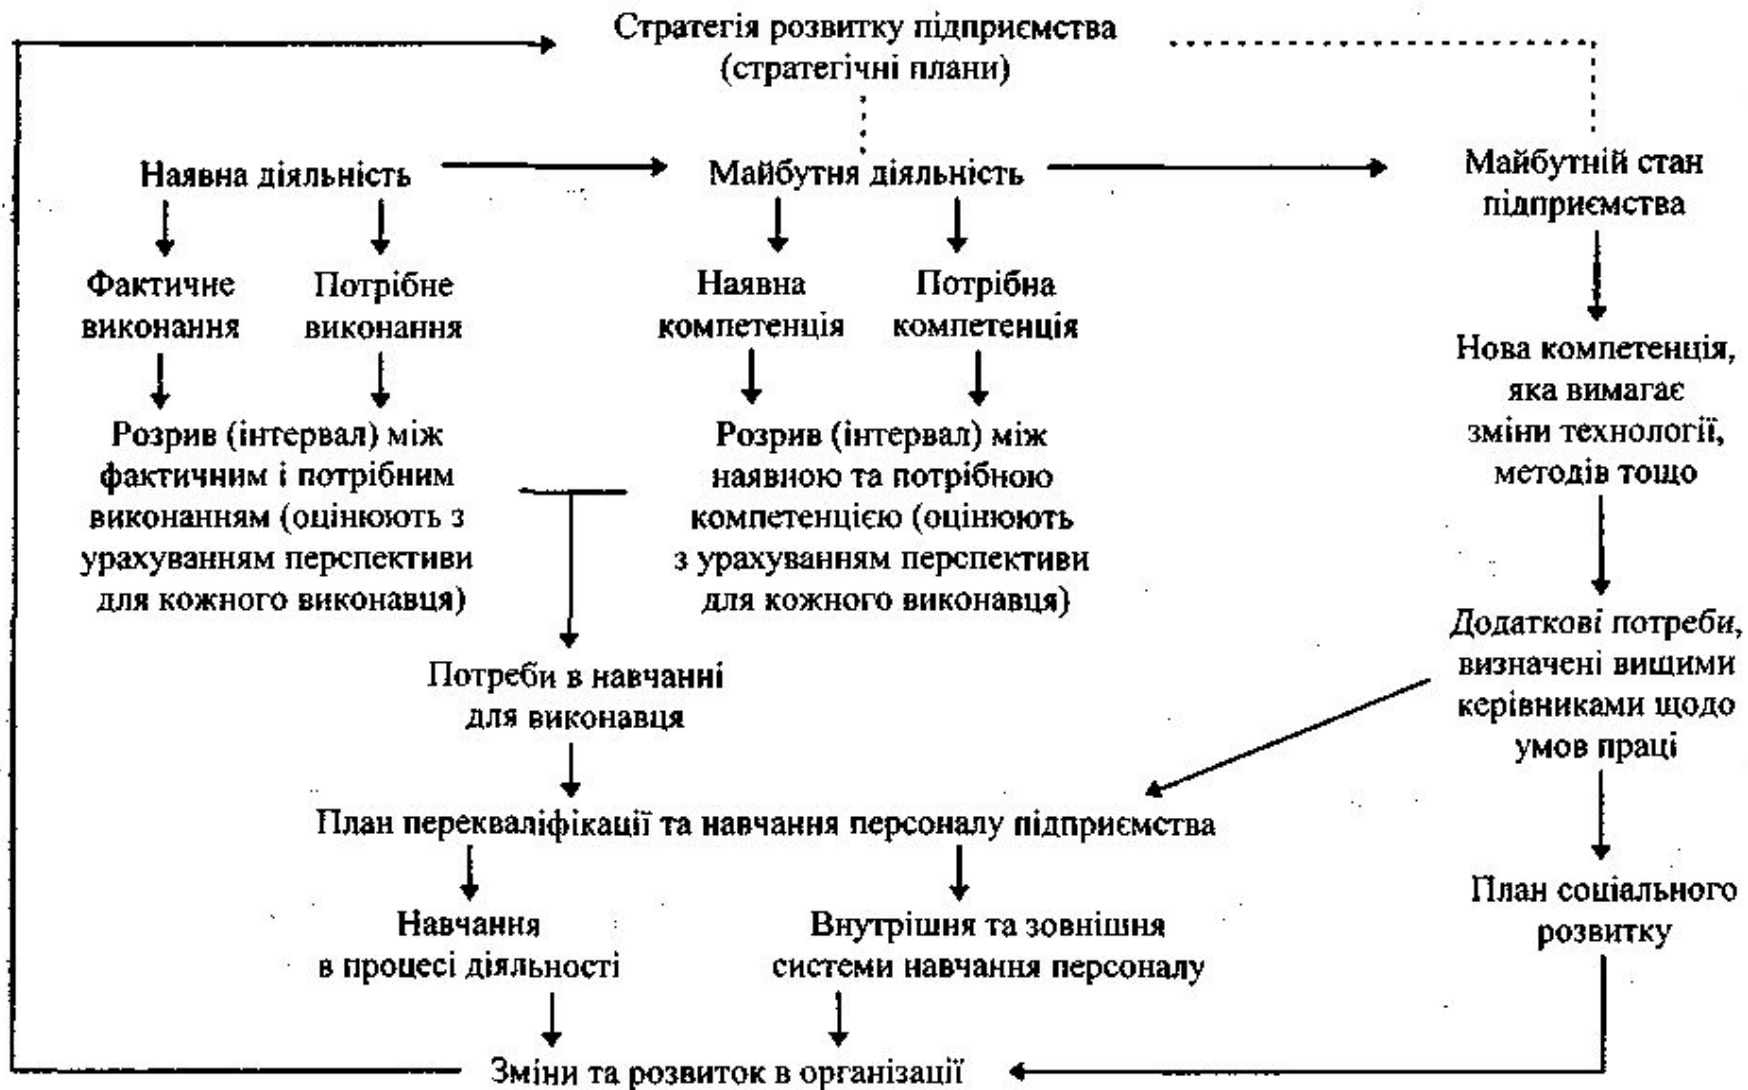 Стратегія розвитку підприємства
(стратегічні плани)
Наявна діяльність
Майбутня діяльність
Майбутній стан
підприємства
Фактичне
виконання
Потрібне
виконання
Наявна
компетенція
Потрібна
компетенція
Нова компетенція,
яка вимагає
зміни технології,
методів тощо
Розрив (інтервал) між
фактичним і потрібним
виконанням (оцінюють з
урахуванням перспективи
для кожного виконавця)
Розрив (інтервал) між
наявною та потрібною
компетенцією (оцінюють
з урахуванням перспективи
для кожного виконавця)
Додаткові потреби,
визначені вищими
керівниками щодо
умов праці
Потреби в навчанні
для виконавця
План перекваліфікації та навчання персоналу підприємства
План соціального
розвитку
Навчання
в процесі діяльності
Внутрішня та зовнішня
системи навчання персоналу
Зміни та розвиток в організації